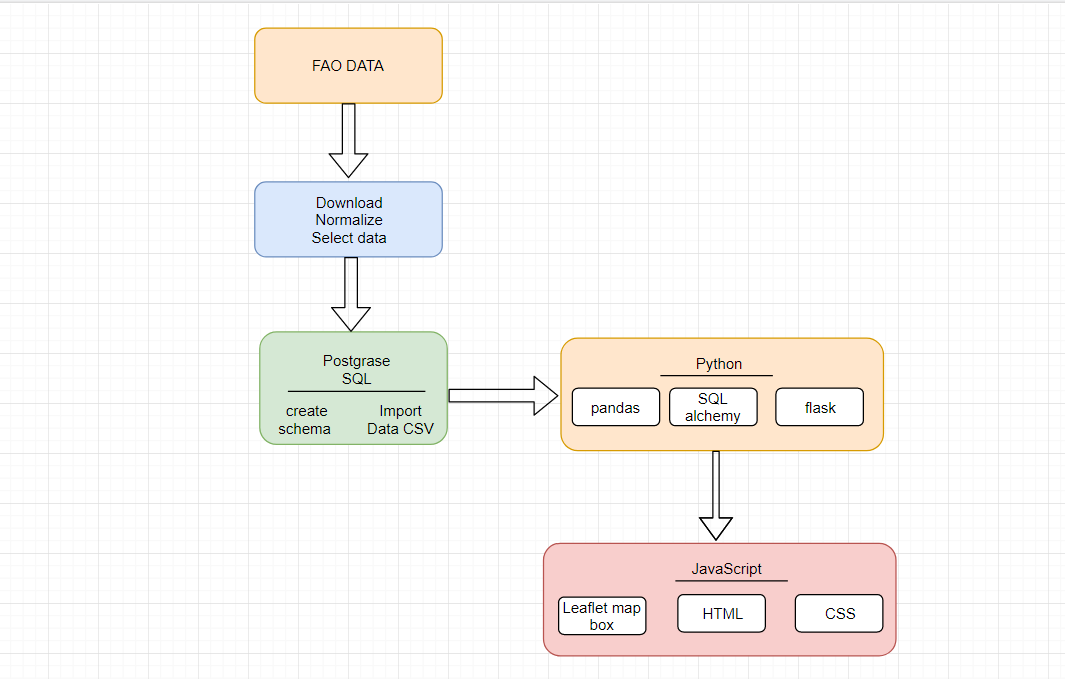 FAO DATA
Download
Normalize
Select data
Postgrase
SQL
create
schema
Import
Data CSV
Python
pandas
SQL
alchemy
flask
JavaScript
Leaflet map
box
HTML
CSS